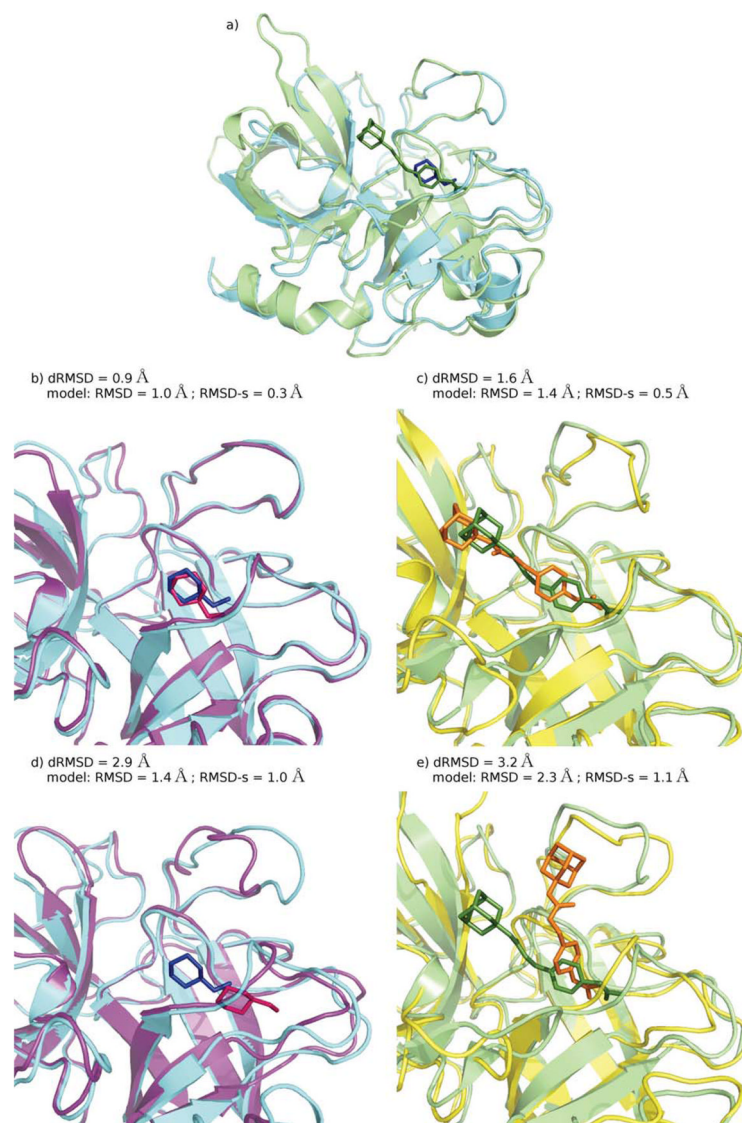 a)
b) dRMSD = 0.9 Å
model: RMSD = 1.0 Å ; RMSD-s = 0.3 Å
c) dRMSD = 1.6 Å
model: RMSD = 1.4 Å ; RMSD-s = 0.5 Å
d) dRMSD = 2.9 Å
model: RMSD = 1.4 Å ; RMSD-s = 1.0 Å
e) dRMSD = 3.2 Å
model: RMSD = 2.3 Å ; RMSD-s = 1.1 Å